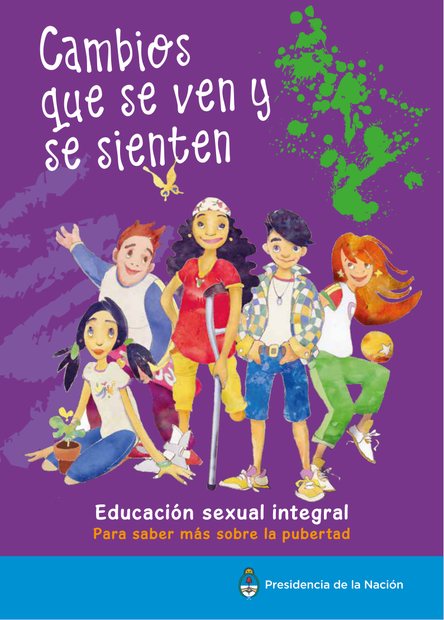 Cambios
que se ven y
se sienten
Educación sexual integral
Para saber más sobre la pubertad
Presidencia de la Nación